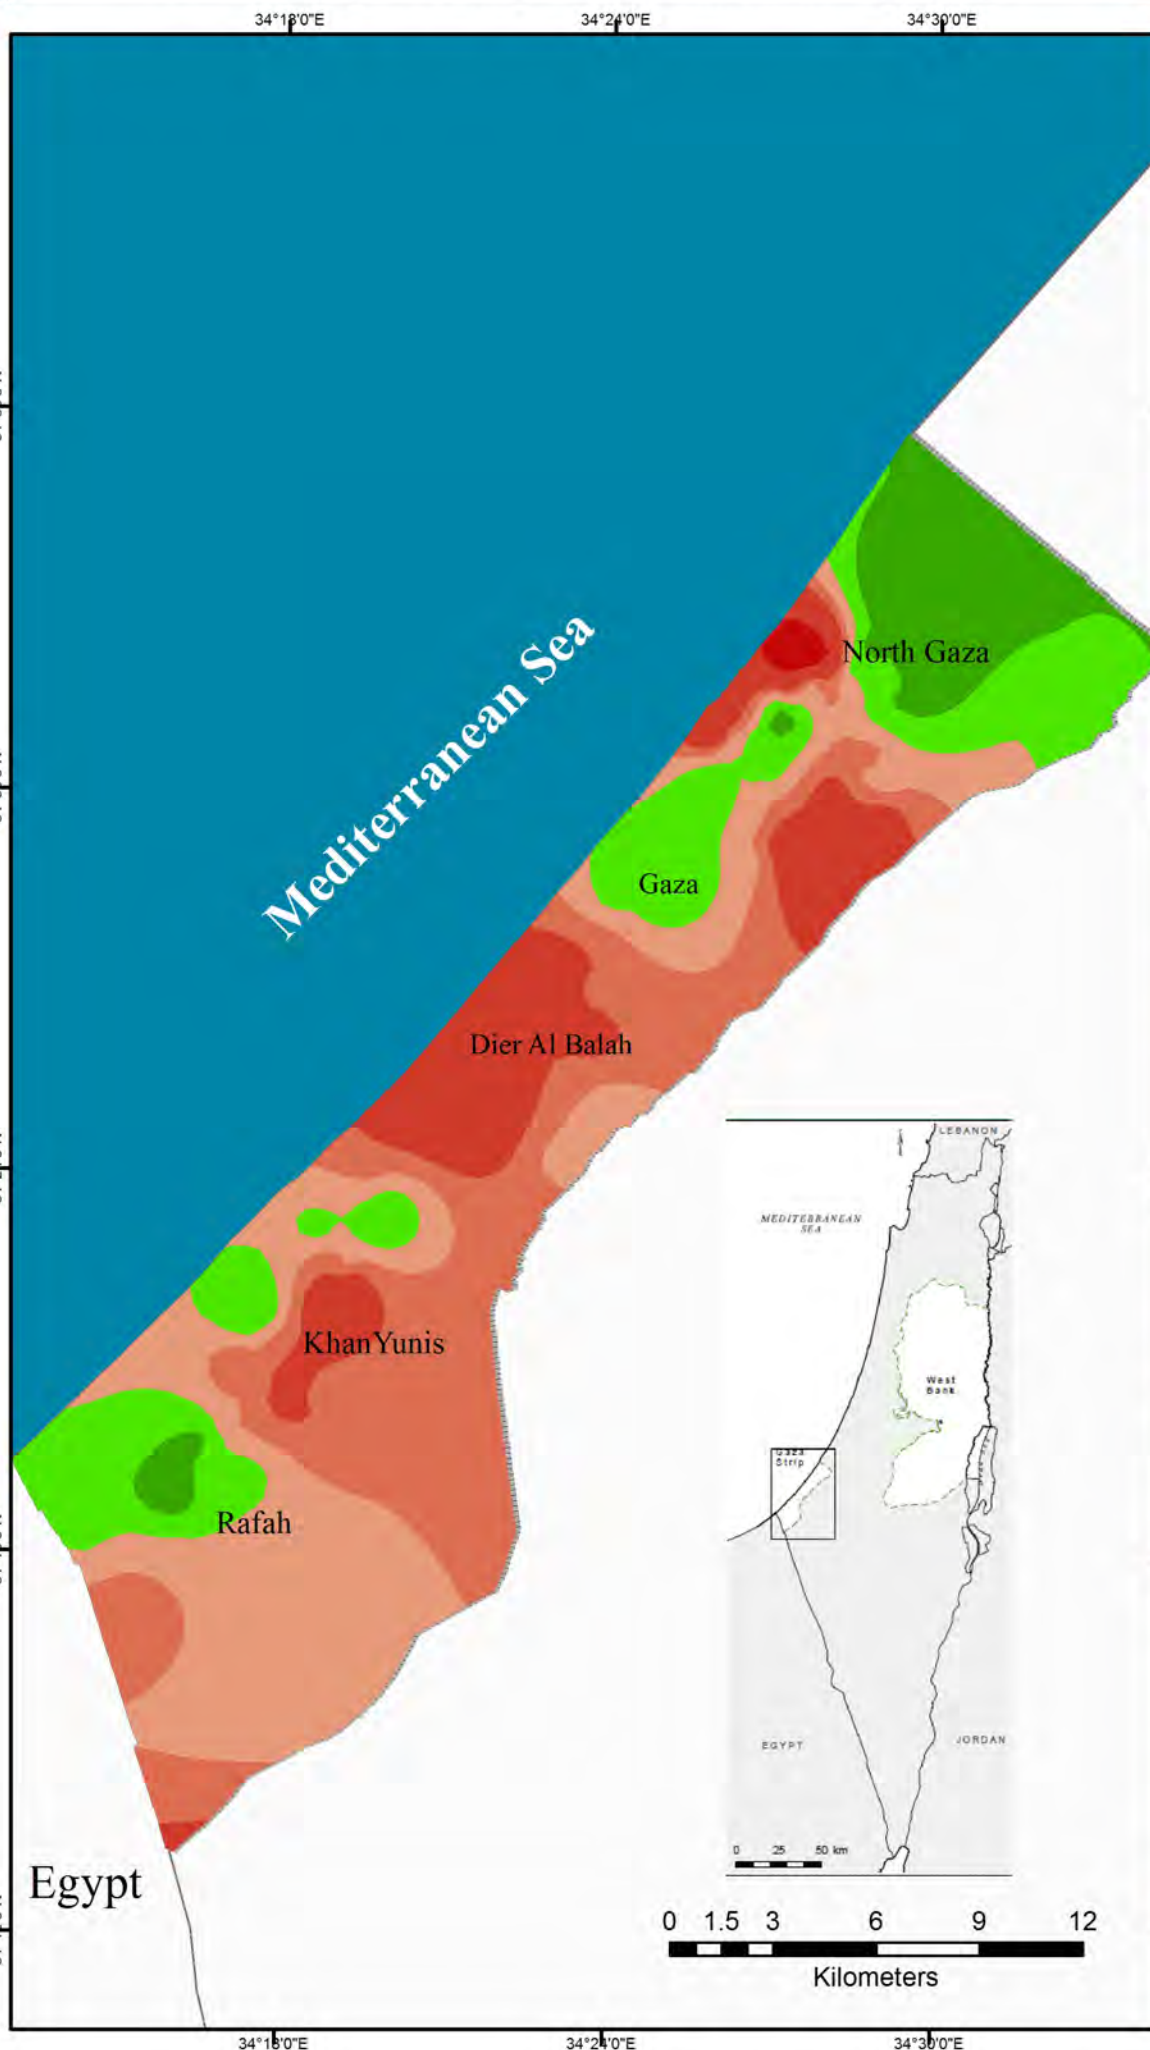 34°18'0"E
34°24'0"E
34°30'0"E
Mediterranean Sea
North Gaza
Gaza
Dier Al Balah
KhanYunis
Rafah
Egypt
LEBANON
MEDITERRANEAN
SEA
West
Bank
Gaza
Strip
EGYPT
JORDAN
0 25 50 km
0 1.5 3 6 9 12
Kilometers
34°18'0"E
34°24'0"E
34°30'0"E